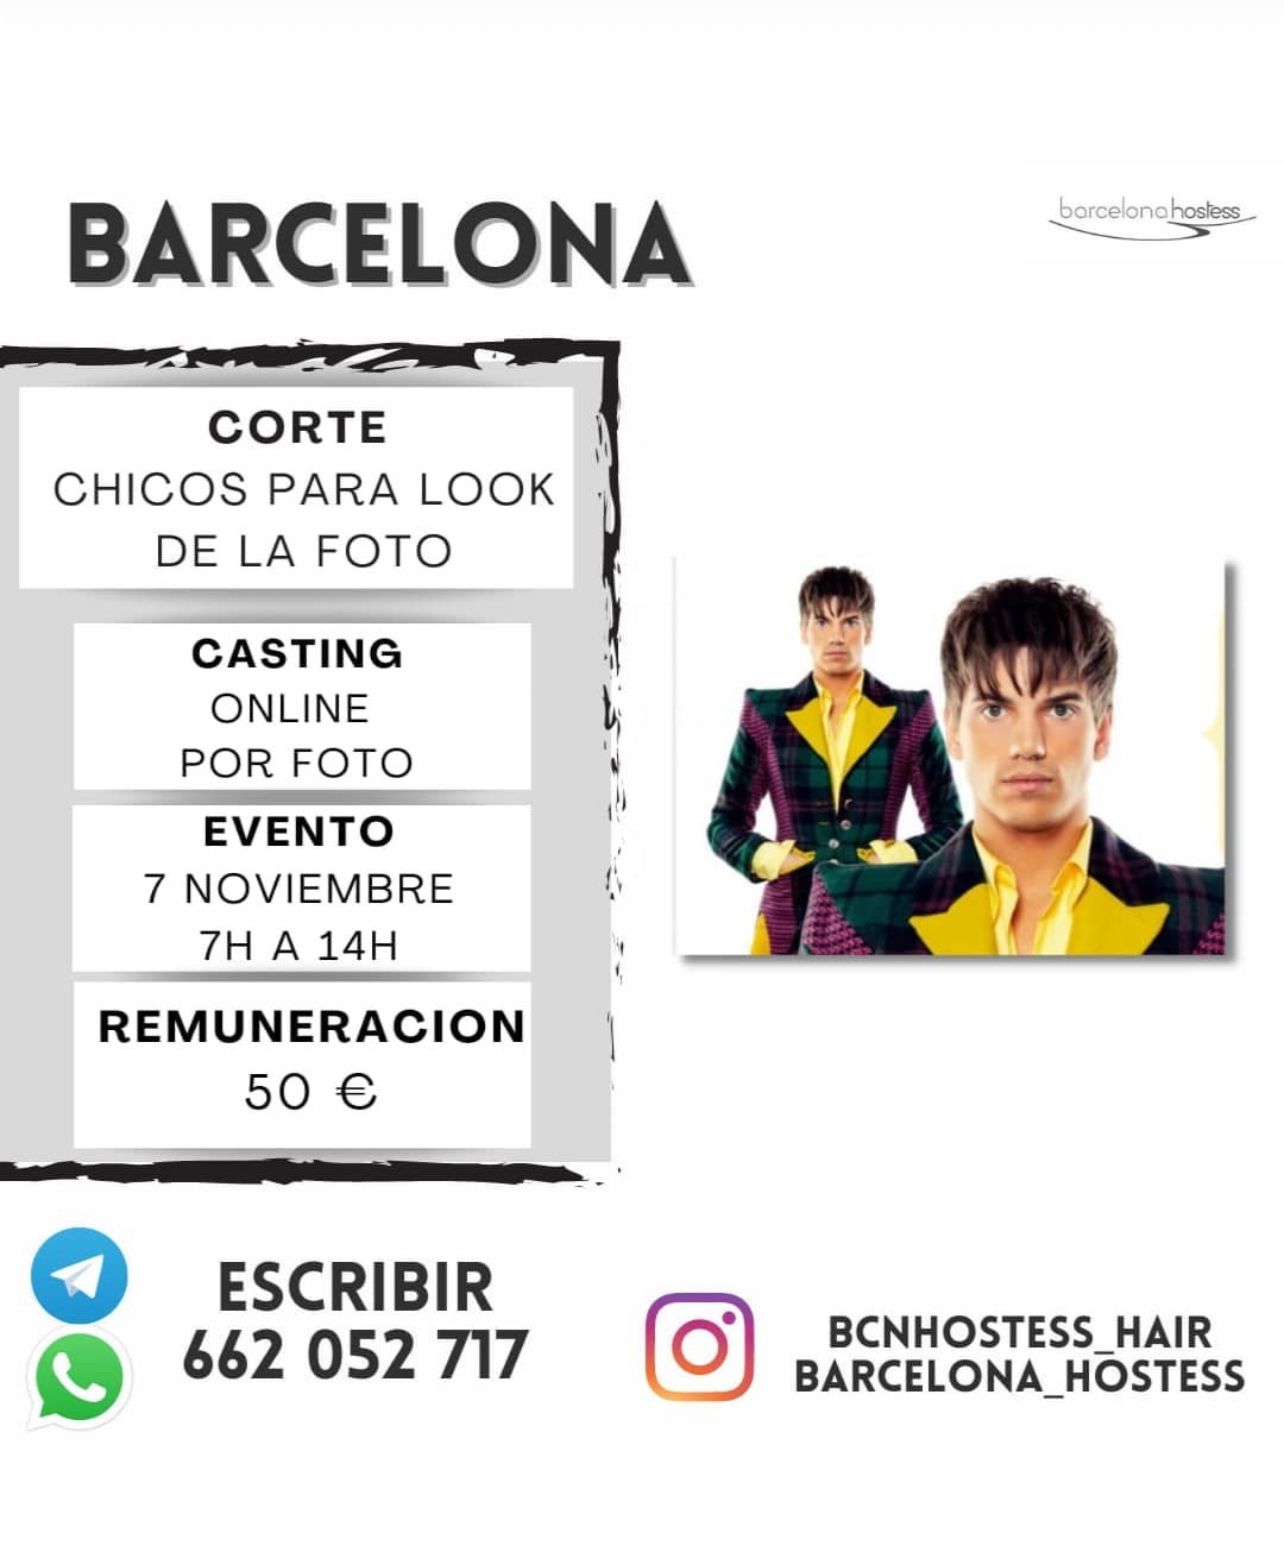 BARCELONA
barcelonahostess
CORTE
CHICOS PARA LOOK
DE LA FOTO
CASTING
ONLINE
POR FOTO
EVENTO
7 NOVIEMBRE
7H A 14H
REMUNERACION
50 €
ESCRIBIR
662 052 717
BCNHOSTESS_HAIR
BARCELONA_HOSTESS